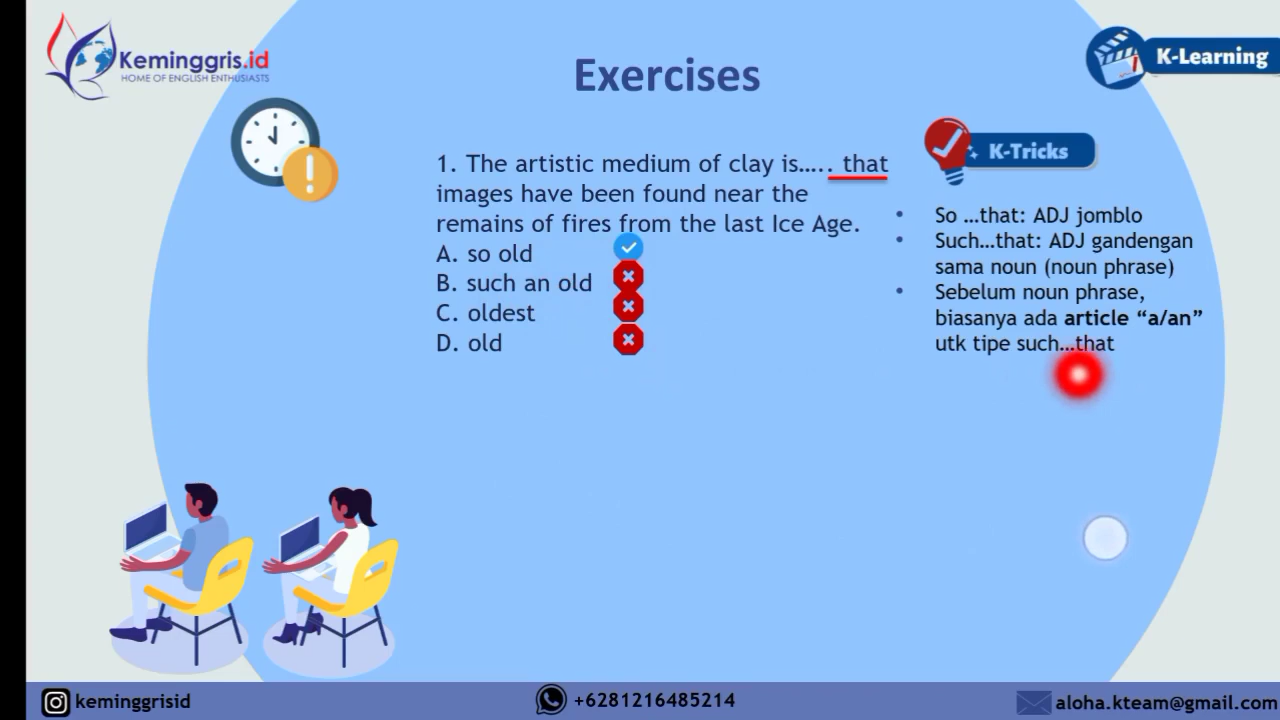 Keminggris.id
HOME OF ENGLISH ENTHUSIASTS
Exercises
K-Learning
1. The artistic medium of clay is….. that
images have been found near the
remains of fires from the last Ice Age.
A. so old
B. such an old
C. oldest
D. old
K-Tricks
• So …that: ADJ jomblo
• Such…that: ADJ gandengan
sama noun (noun phrase)
• Sebelum noun phrase,
biasanya ada article “a/an”
utk tipe such…that
keminggrisid
+6281216485214
aloha.kteam@gmail.com